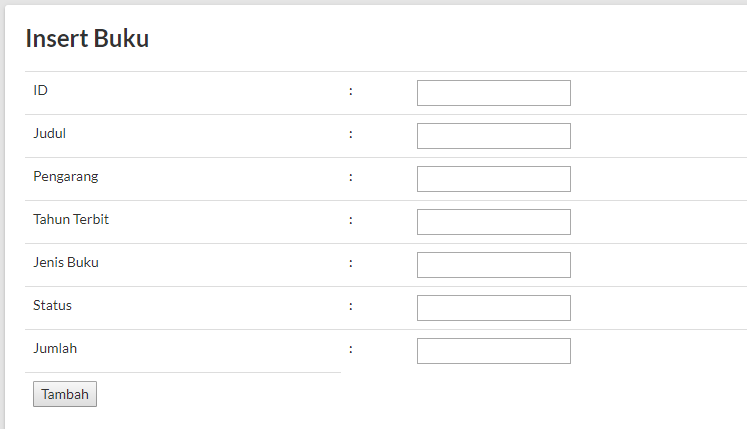 Insert Buku
ID :
Judul :
Pengarang :
Tahun Terbit :
Jenis Buku :
Status :
Jumlah :
Tambah